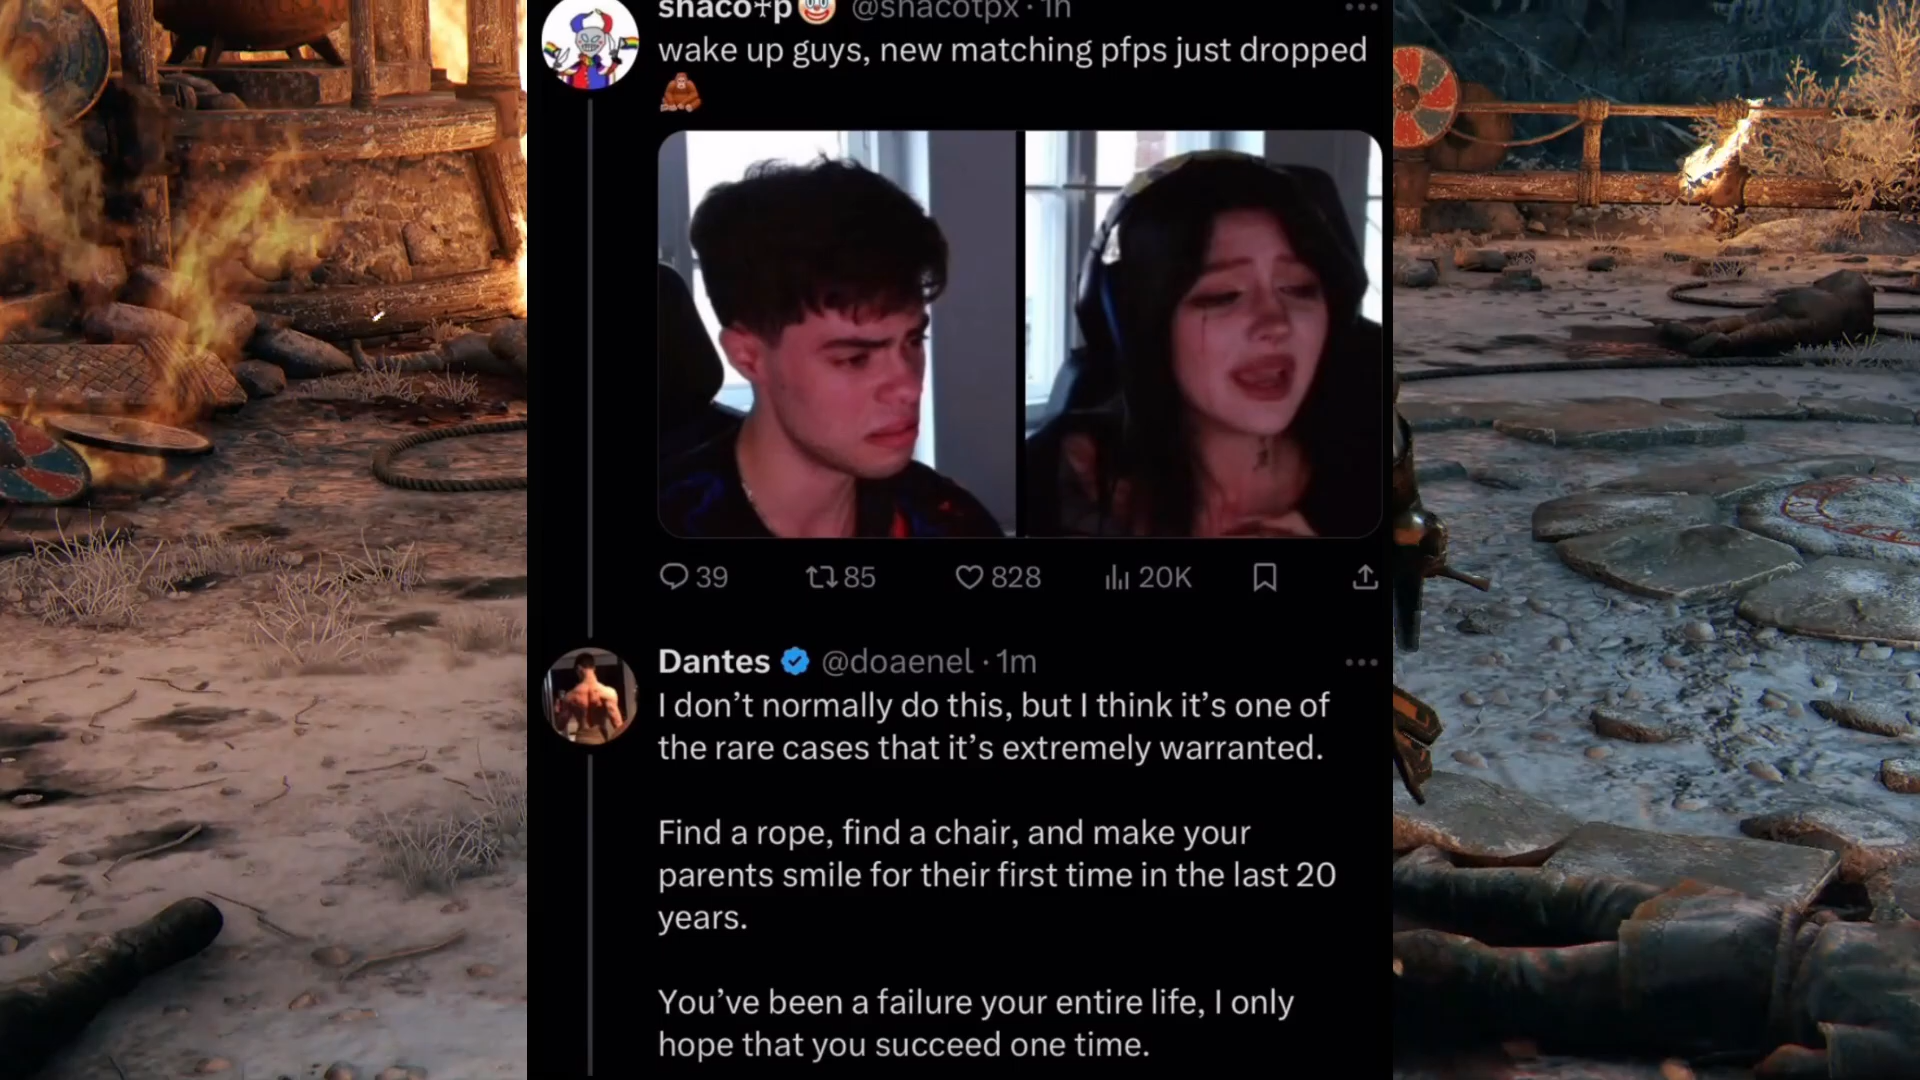 shaco†p🤡 @shacotpx · 1h
wake up guys, new matching pfps just dropped
🦧
39 85 828 20K
Dantes @doaenel · 1m
I don’t normally do this, but I think it’s one of
the rare cases that it’s extremely warranted.
Find a rope, find a chair, and make your
parents smile for their first time in the last 20
years.
You’ve been a failure your entire life, I only
hope that you succeed one time.